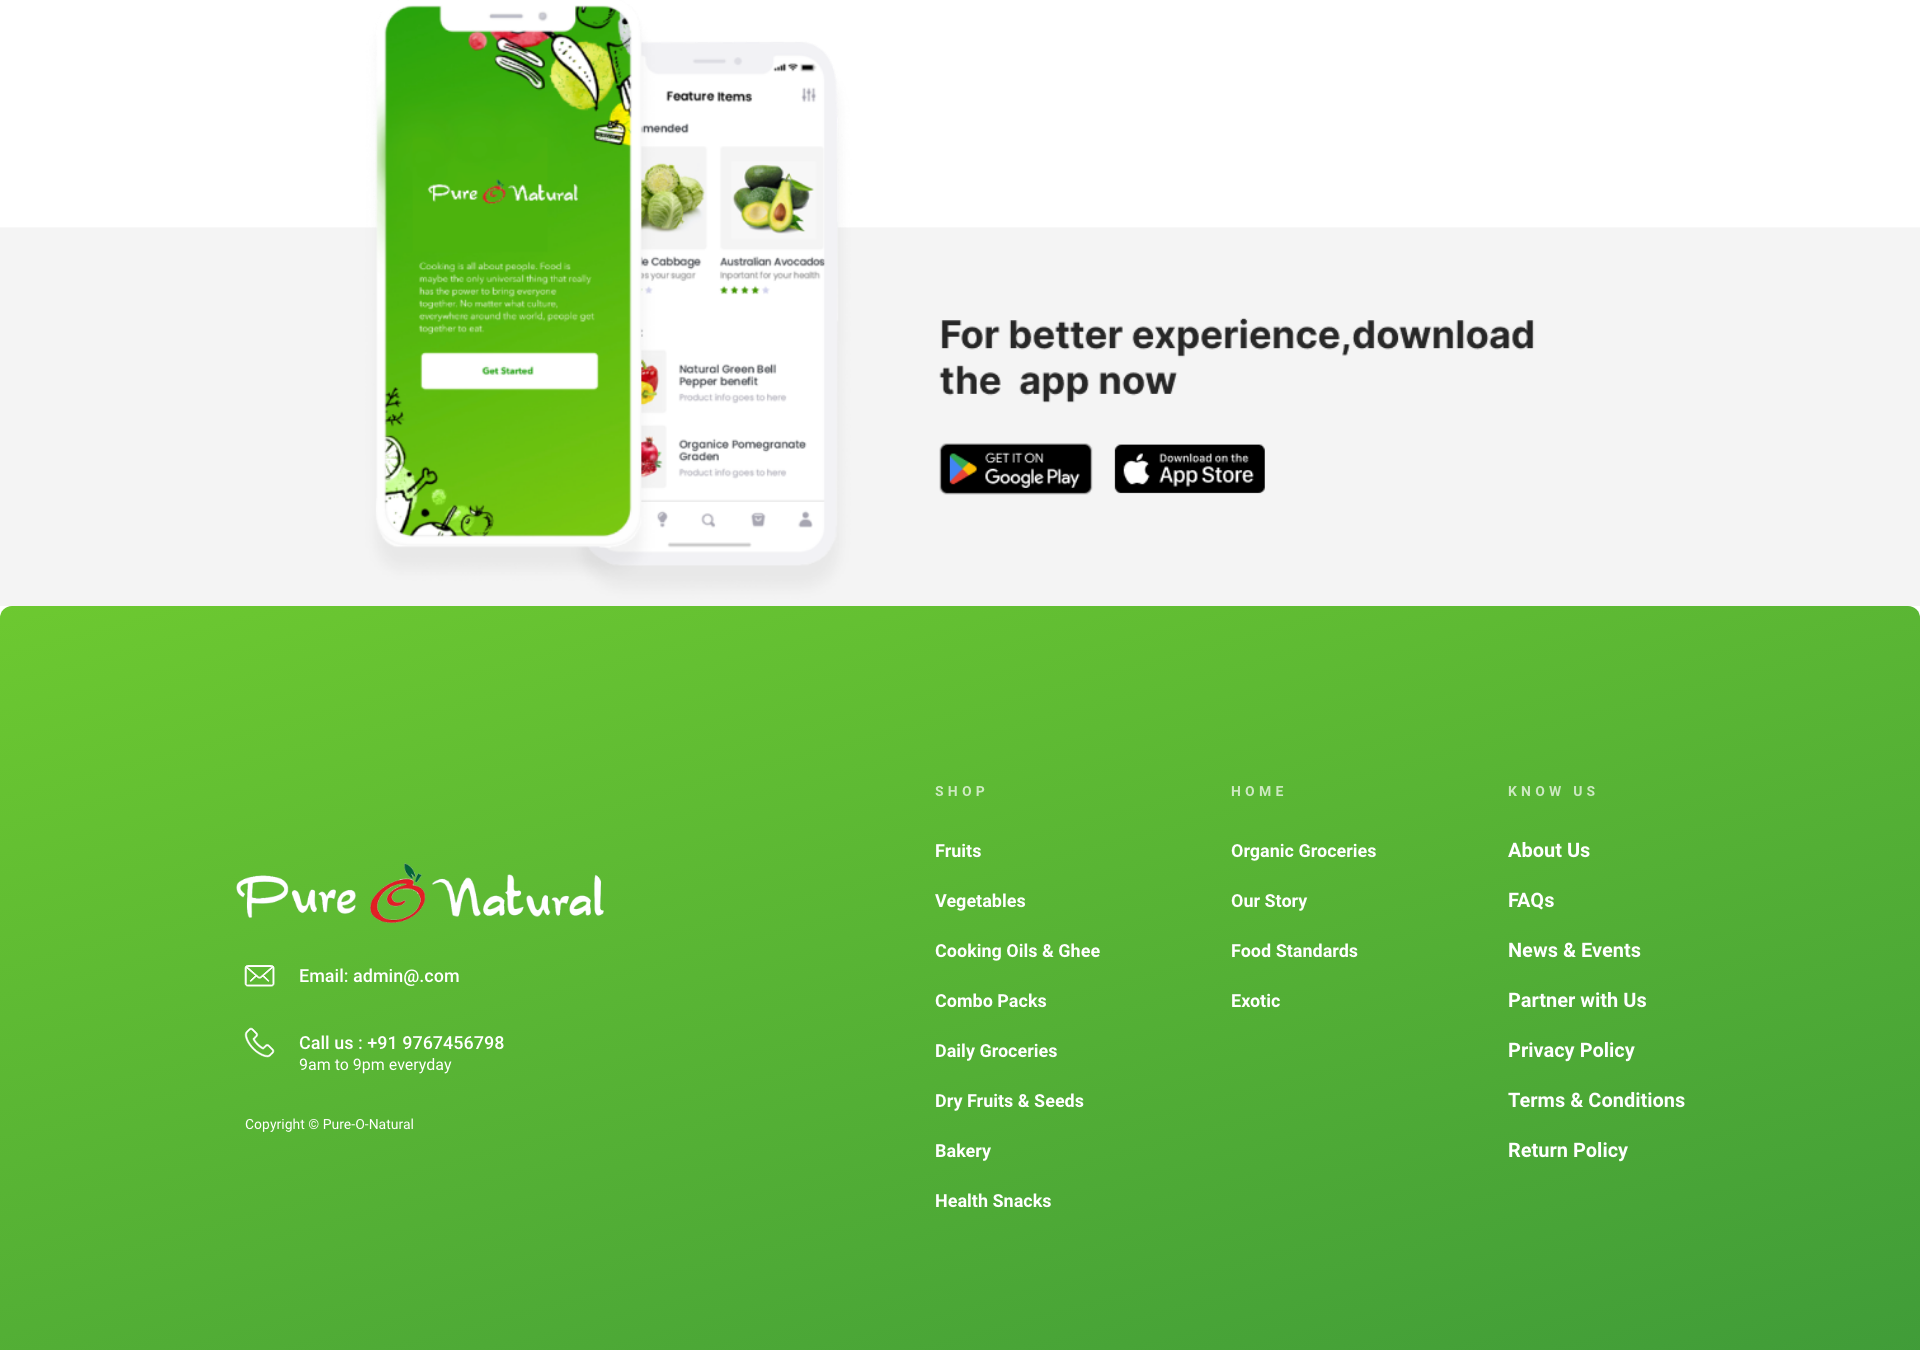 Pure O Natural
Cooking is all about people. Food is
maybe the only universal thing that really
has the power to bring everyone
together. No matter what culture,
everywhere around the world, people get
together to eat.
Get Started
Feature Items
mended
e Cabbage
s your sugar
Australian Avocados
Inportant for your health
Natural Green Bell
Pepper benefit
Product info goes to here
Organice Pomegranate
Graden
Product info goes to here
For better experience,download
the app now
GET IT ON
Google Play
Download on the
App Store
Pure O Natural
Email: admin@.com
Call us : +91 9767456798
9am to 9pm everyday
Copyright © Pure-O-Natural
SHOP
Fruits
Vegetables
Cooking Oils & Ghee
Combo Packs
Daily Groceries
Dry Fruits & Seeds
Bakery
Health Snacks
HOME
Organic Groceries
Our Story
Food Standards
Exotic
KNOW US
About Us
FAQs
News & Events
Partner with Us
Privacy Policy
Terms & Conditions
Return Policy